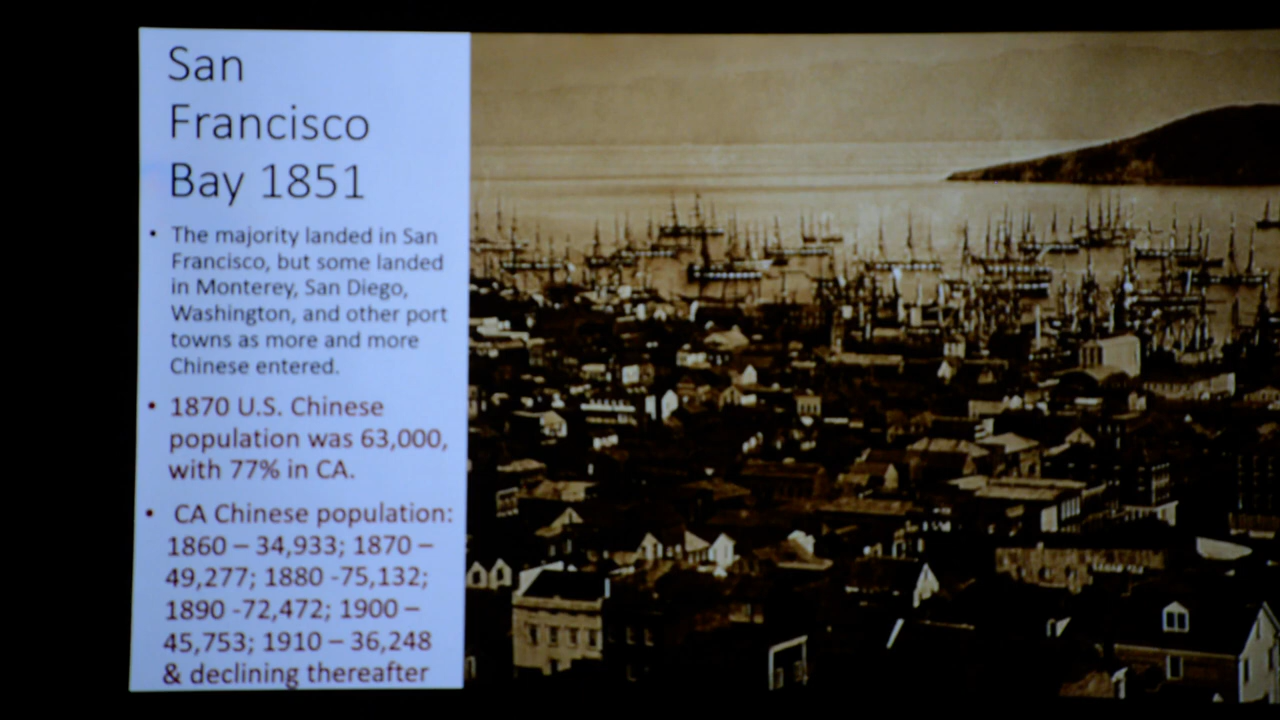 San
Francisco
Bay 1851
• The majority landed in San
Francisco, but some landed
in Monterey, San Diego,
Washington, and other port
towns as more and more
Chinese entered.
• 1870 U.S. Chinese
population was 63,000,
with 77% in CA.
• CA Chinese population:
1860 – 34,933; 1870 –
49,277; 1880 -75,132;
1890 -72,472; 1900 –
45,753; 1910 – 36,248
& declining thereafter